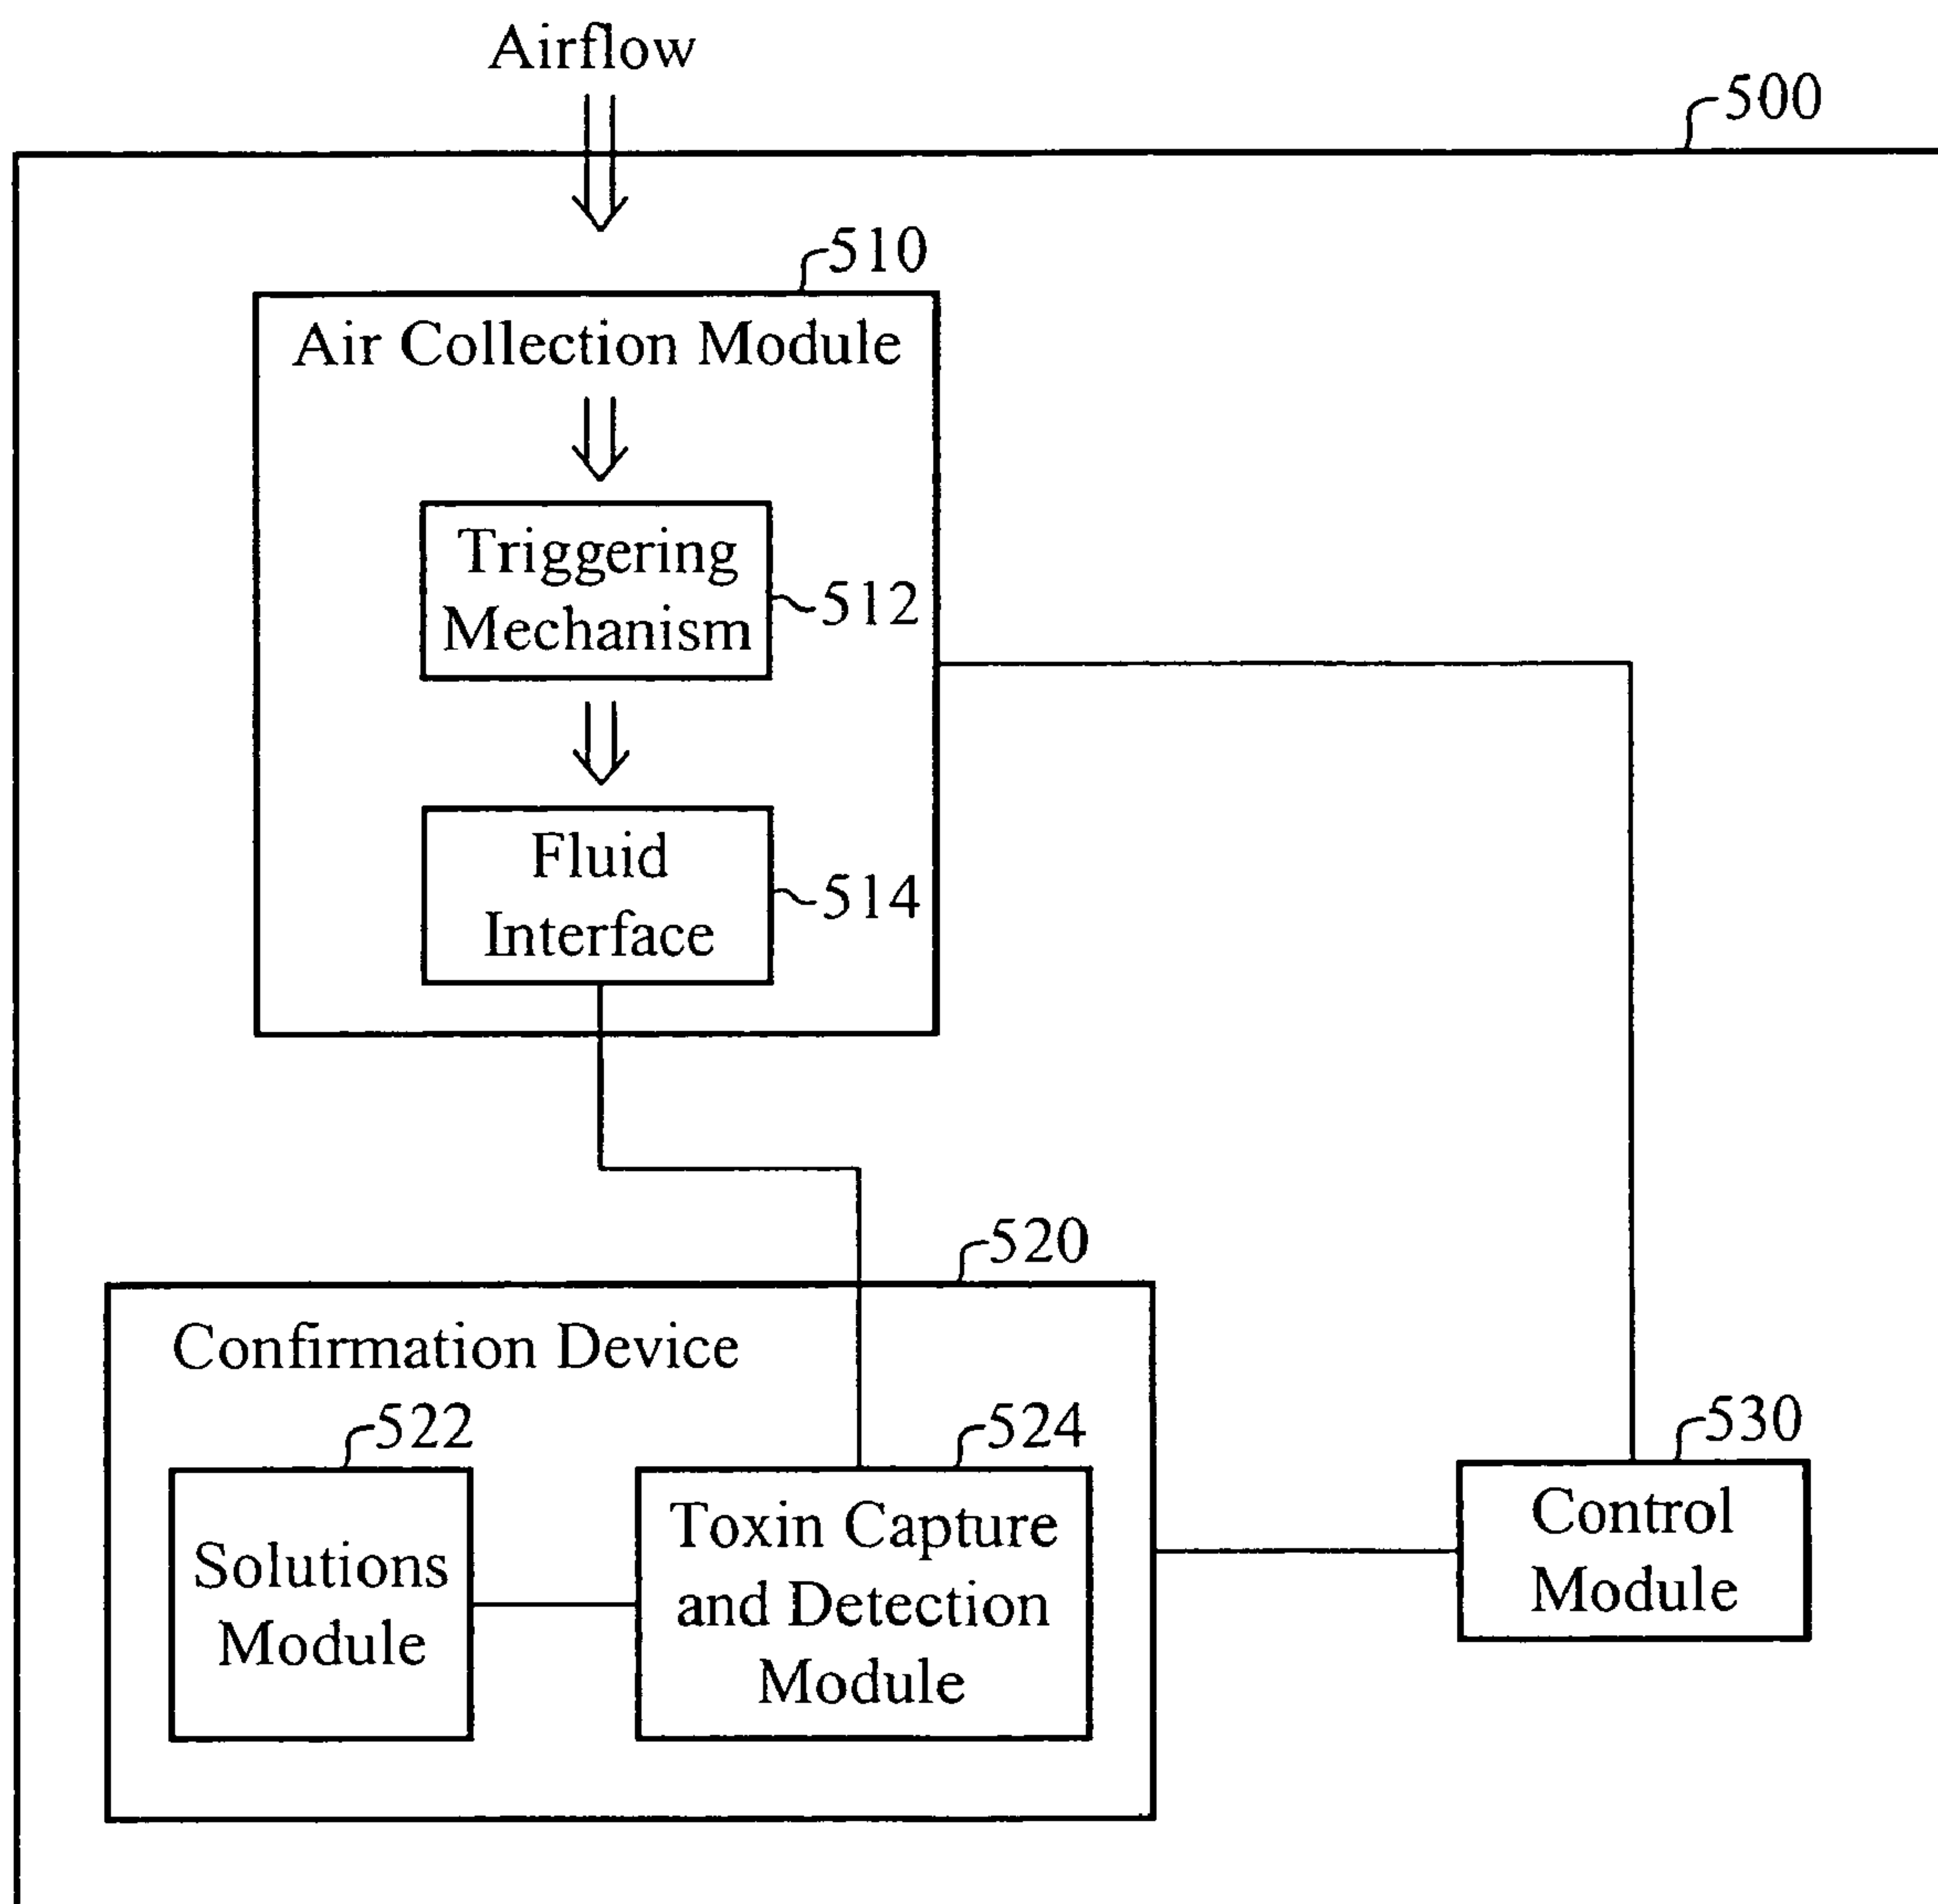 Airflow
500
510
Air Collection Module
Triggering
Mechanism
512
Fluid
Interface
514
520
Confirmation Device
522
Solutions
Module
524
Toxin Capture
and Detection
Module
530
Control
Module